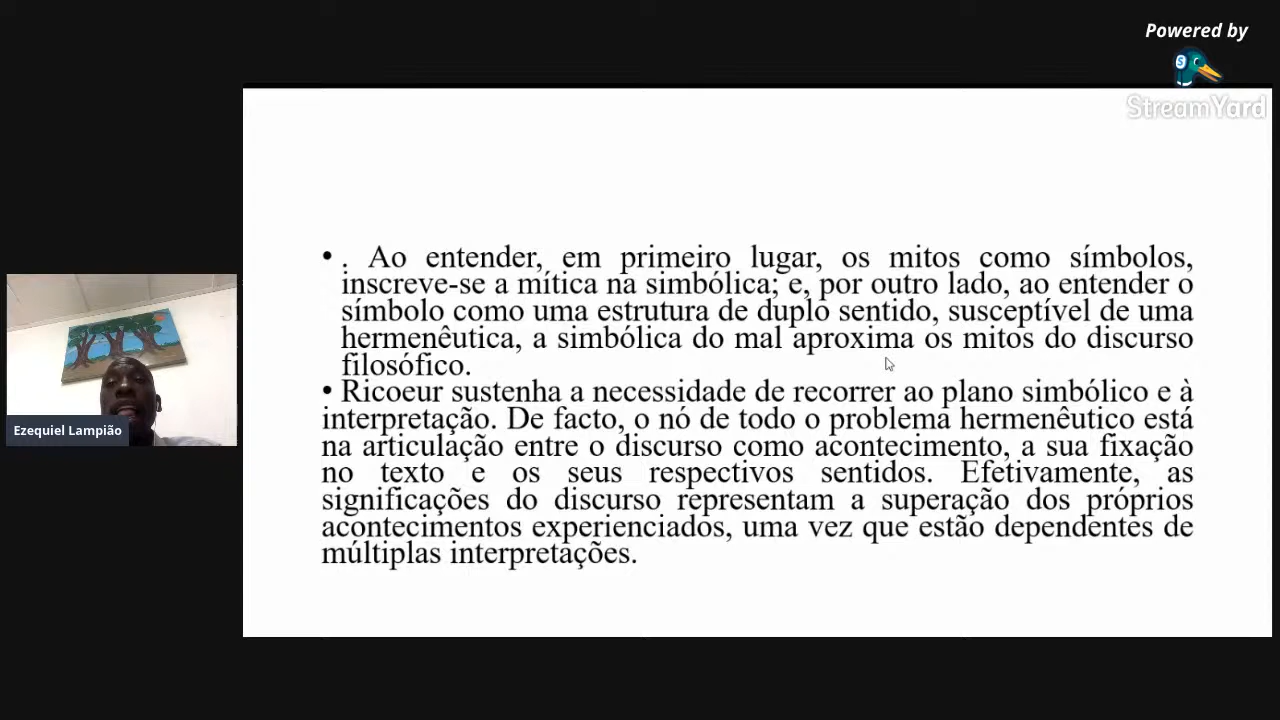 Powered by
StreamYard
• . Ao entender, em primeiro lugar, os mitos como símbolos,
inscreve-se a mítica na simbólica; e, por outro lado, ao entender o
símbolo como uma estrutura de duplo sentido, susceptível de uma
hermenêutica, a simbólica do mal aproxima os mitos do discurso
filosófico.
• Ricoeur sustenha a necessidade de recorrer ao plano simbólico e à
interpretação. De facto, o nó de todo o problema hermenêutico está
na articulação entre o discurso como acontecimento, a sua fixação
no texto e os seus respectivos sentidos. Efetivamente, as
significações do discurso representam a superação dos próprios
acontecimentos experienciados, uma vez que estão dependentes de
múltiplas interpretações.
Ezequiel Lampião